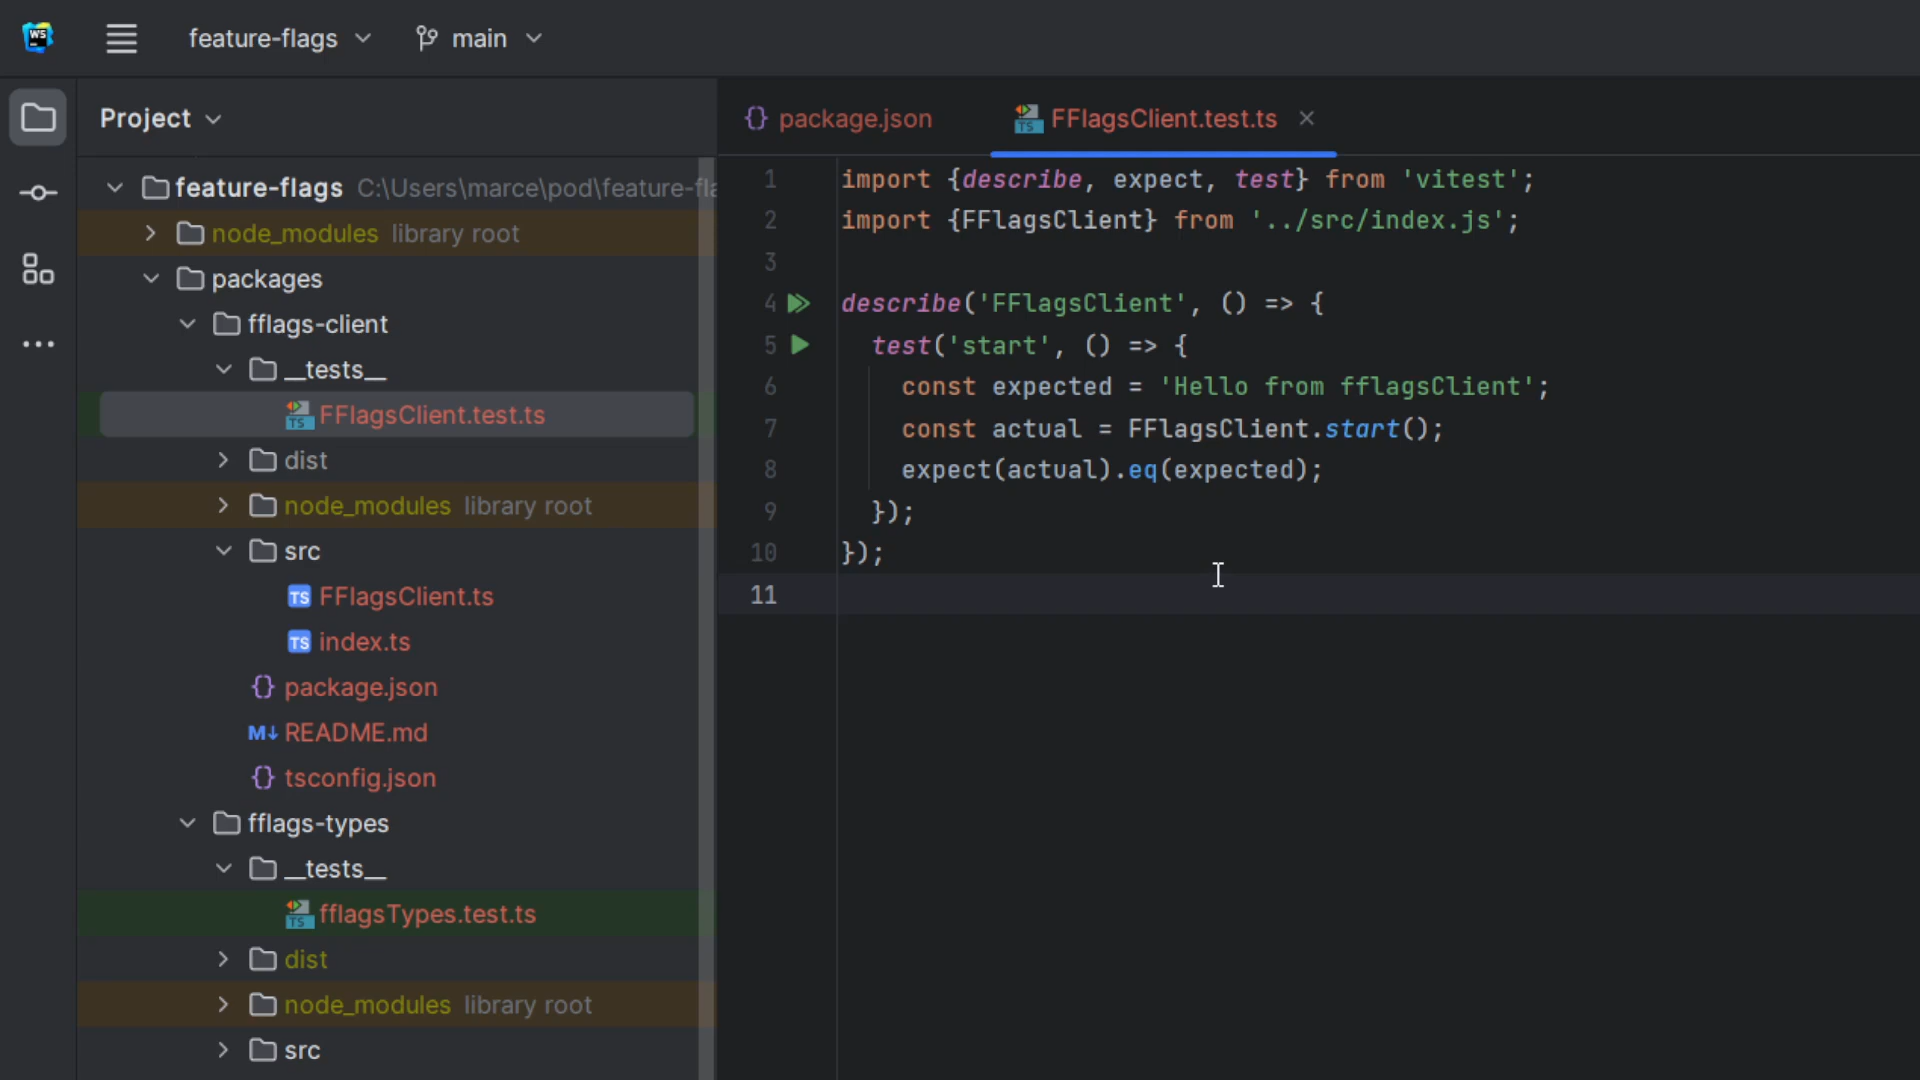 WS
feature-flags
main
Project
package.json
FFlagsClient.test.ts
feature-flags C:\Users\marce\pod\feature-fla
node_modules library root
packages
fflags-client
__tests__
FFlagsClient.test.ts
dist
node_modules library root
src
FFlagsClient.ts
index.ts
package.json
README.md
tsconfig.json
fflags-types
__tests__
fflagsTypes.test.ts
dist
node_modules library root
src
1 import {describe, expect, test} from 'vitest';
2 import {FFlagsClient} from '../src/index.js';
3
4 describe('FFlagsClient', () => {
5 test('start', () => {
6 const expected = 'Hello from fflagsClient';
7 const actual = FFlagsClient.start();
8 expect(actual).eq(expected);
9 });
10 });
11